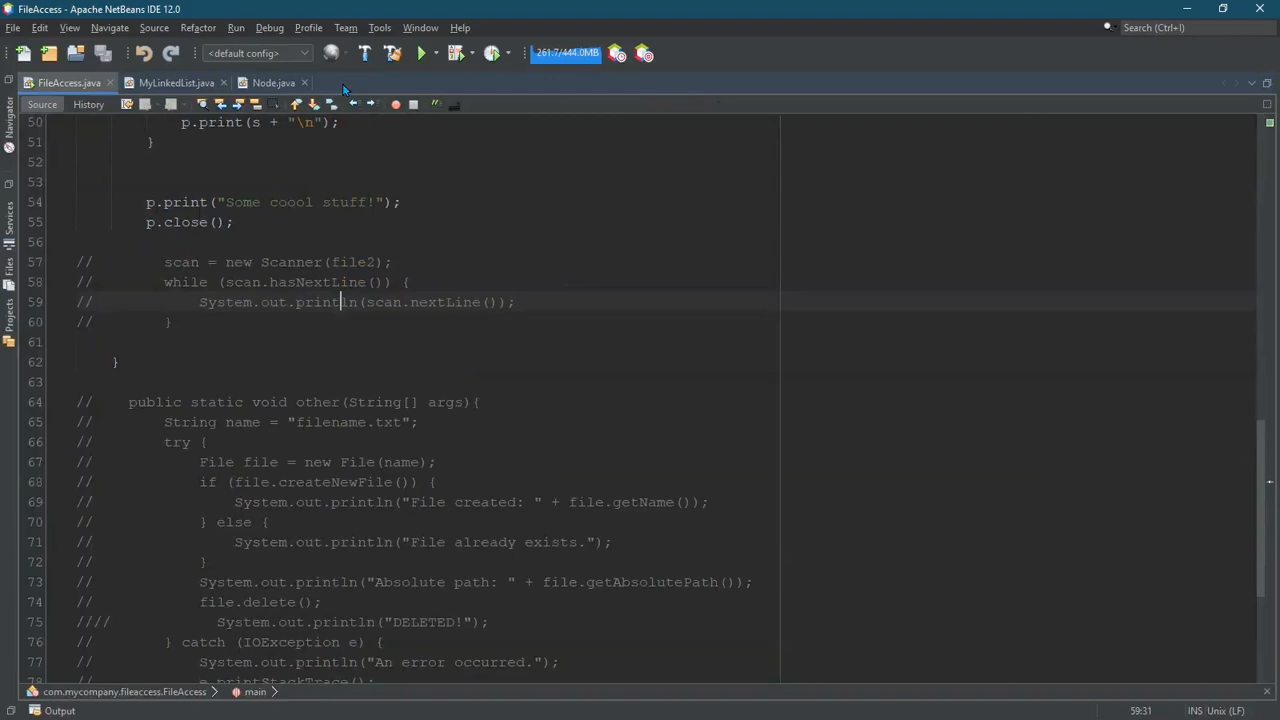 FileAccess - Apache NetBeans IDE 12.0
File Edit View Navigate Source Refactor Run Debug Profile Team Tools Window Help
Search (Ctrl+I)
<default config>
261.7/444.0MB
FileAccess.java
MyLinkedList.java
Node.java
Source History
Navigator
Services
Files
Projects
50 p.print(s + "\n");
51 }
52
53
54 p.print("Some coool stuff!");
55 p.close();
56
57 // scan = new Scanner(file2);
58 // while (scan.hasNextLine()) {
59 // System.out.println(scan.nextLine());
60 // }
61
62 }
63
64 // public static void other(String[] args){
65 // String name = "filename.txt";
66 // try {
67 // File file = new File(name);
68 // if (file.createNewFile()) {
69 // System.out.println("File created: " + file.getName());
70 // } else {
71 // System.out.println("File already exists.");
72 // }
73 // System.out.println("Absolute path: " + file.getAbsolutePath());
74 // file.delete();
75 //// System.out.println("DELETED!");
76 // } catch (IOException e) {
77 // System.out.println("An error occurred.");
78 // e.printStackTrace();
com.mycompany.fileaccess.FileAccess
main
Output
59:31
INS Unix (LF)